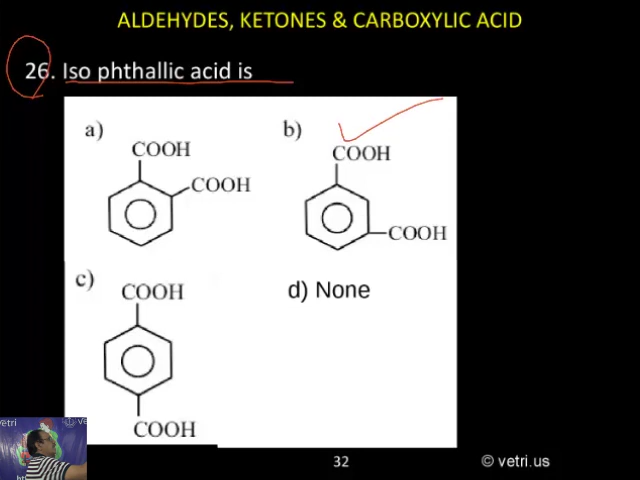 ALDEHYDES, KETONES & CARBOXYLIC ACID
26. Iso phthallic acid is
a)
COOH
COOH
b)
COOH
COOH
c)
COOH
COOH
d) None
32
© vetri.us